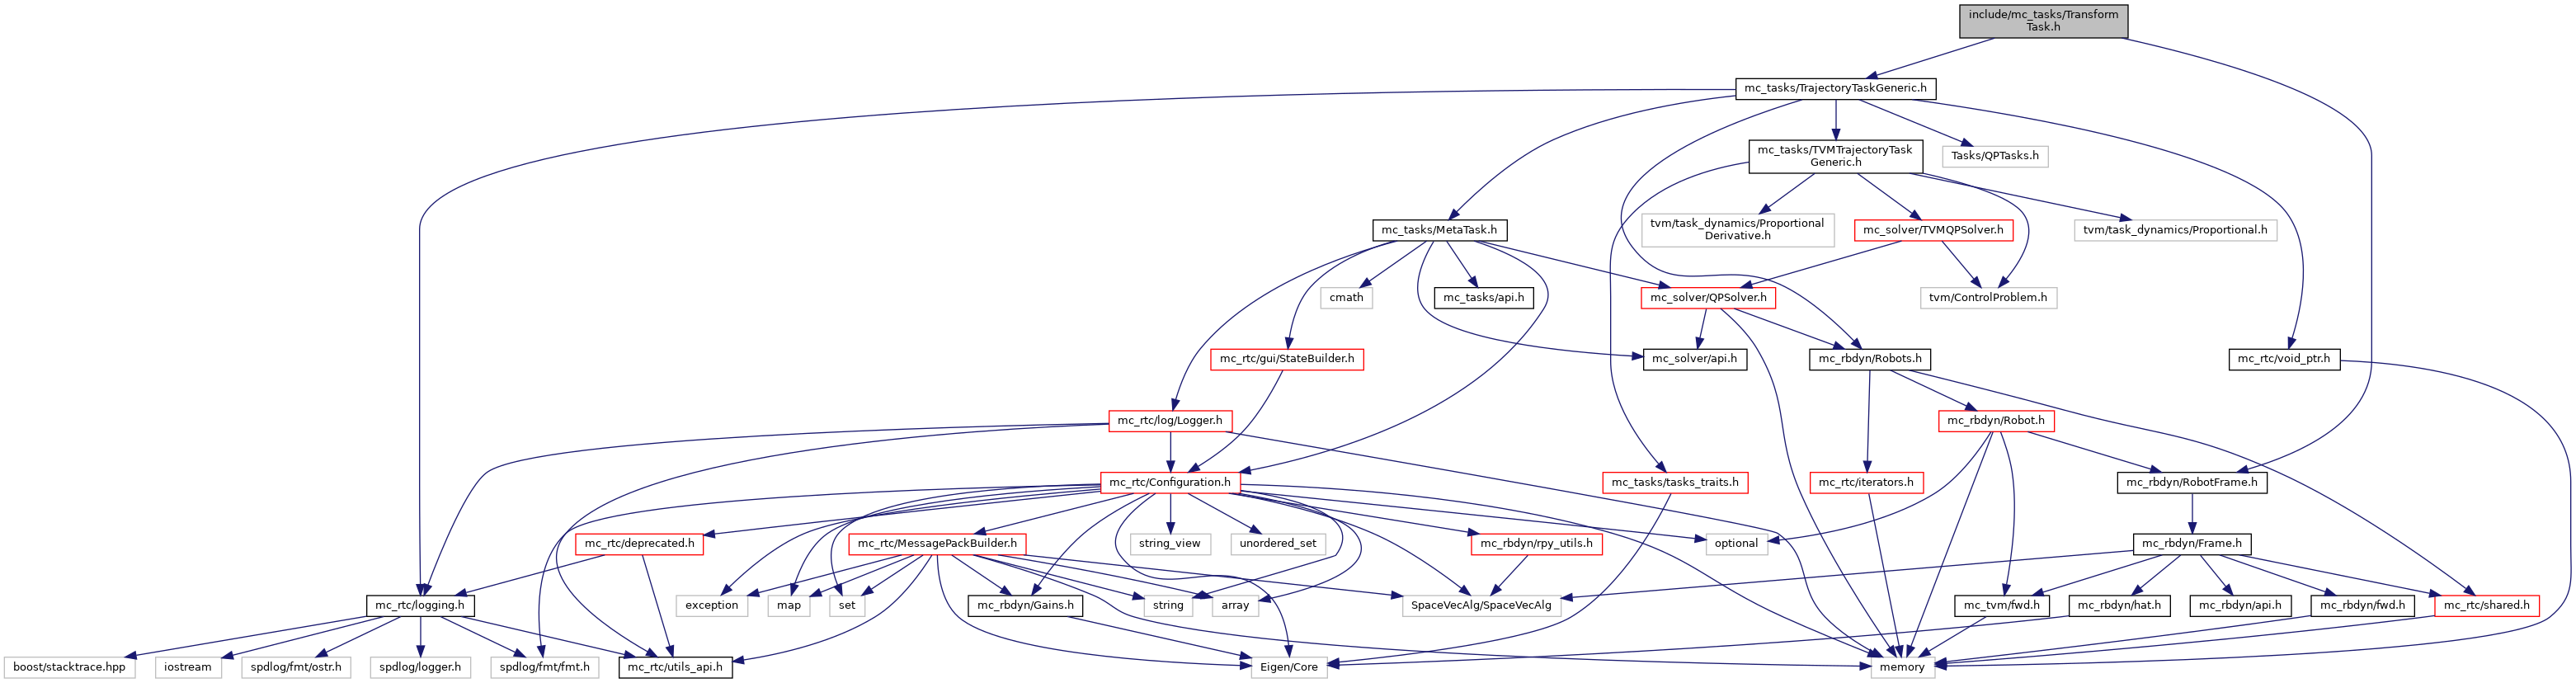 include/mc_tasks/Transform
Task.h
mc_tasks/TrajectoryTaskGeneric.h
mc_tasks/TVMTrajectoryTask
Generic.h
Tasks/QPTasks.h
mc_tasks/MetaTask.h
tvm/task_dynamics/Proportional
Derivative.h
mc_solver/TVMQPSolver.h
tvm/task_dynamics/Proportional.h
cmath
mc_tasks/api.h
mc_solver/QPSolver.h
tvm/ControlProblem.h
mc_rtc/gui/StateBuilder.h
mc_solver/api.h
mc_rbdyn/Robots.h
mc_rtc/void_ptr.h
mc_rtc/log/Logger.h
mc_rbdyn/Robot.h
mc_rtc/Configuration.h
mc_tasks/tasks_traits.h
mc_rtc/iterators.h
mc_rbdyn/RobotFrame.h
mc_rtc/deprecated.h
mc_rtc/MessagePackBuilder.h
string_view
unordered_set
mc_rbdyn/rpy_utils.h
optional
mc_rbdyn/Frame.h
mc_rtc/logging.h
exception
map
set
mc_rbdyn/Gains.h
string
array
SpaceVecAlg/SpaceVecAlg
mc_tvm/fwd.h
mc_rbdyn/hat.h
mc_rbdyn/api.h
mc_rbdyn/fwd.h
mc_rtc/shared.h
boost/stacktrace.hpp
iostream
spdlog/fmt/ostr.h
spdlog/logger.h
spdlog/fmt/fmt.h
mc_rtc/utils_api.h
Eigen/Core
memory